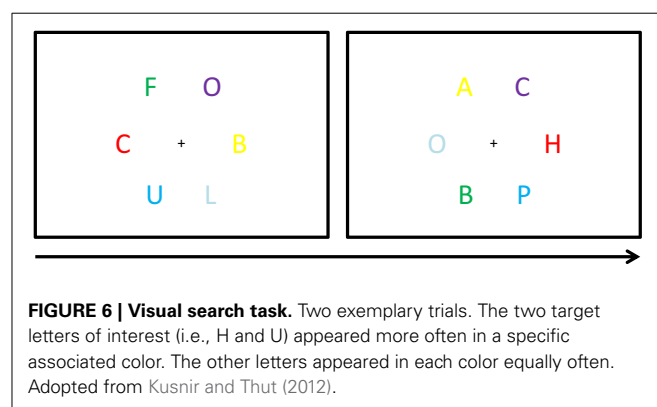 F O
C + B
U L
A C
O + H
B P
FIGURE 6 | Visual search task. Two exemplary trials. The two target
letters of interest (i.e., H and U) appeared more often in a specific
associated color. The other letters appeared in each color equally often.
Adopted from Kusnir and Thut (2012).